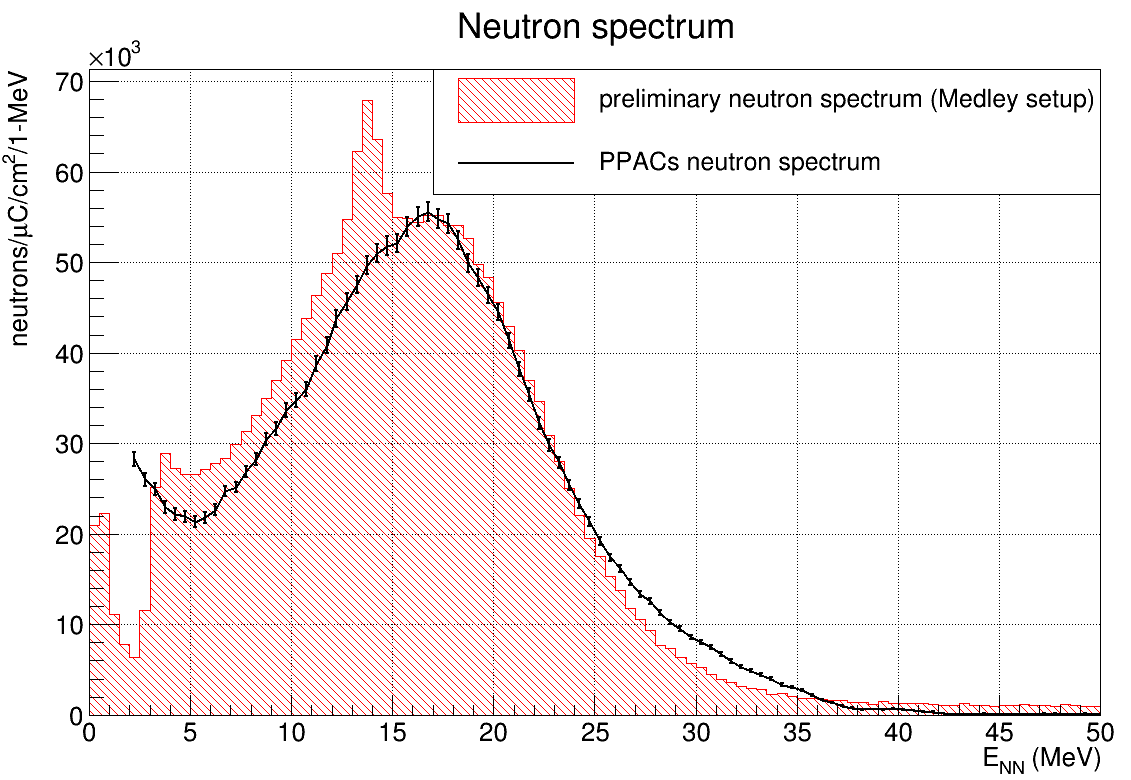 Neutron spectrum
×10³
neutrons/μC/cm²/1-MeV
preliminary neutron spectrum (Medley setup)
PPACs neutron spectrum
70
60
50
40
30
20
10
0
0 5 10 15 20 25 30 35 40 45 50
E_NN (MeV)